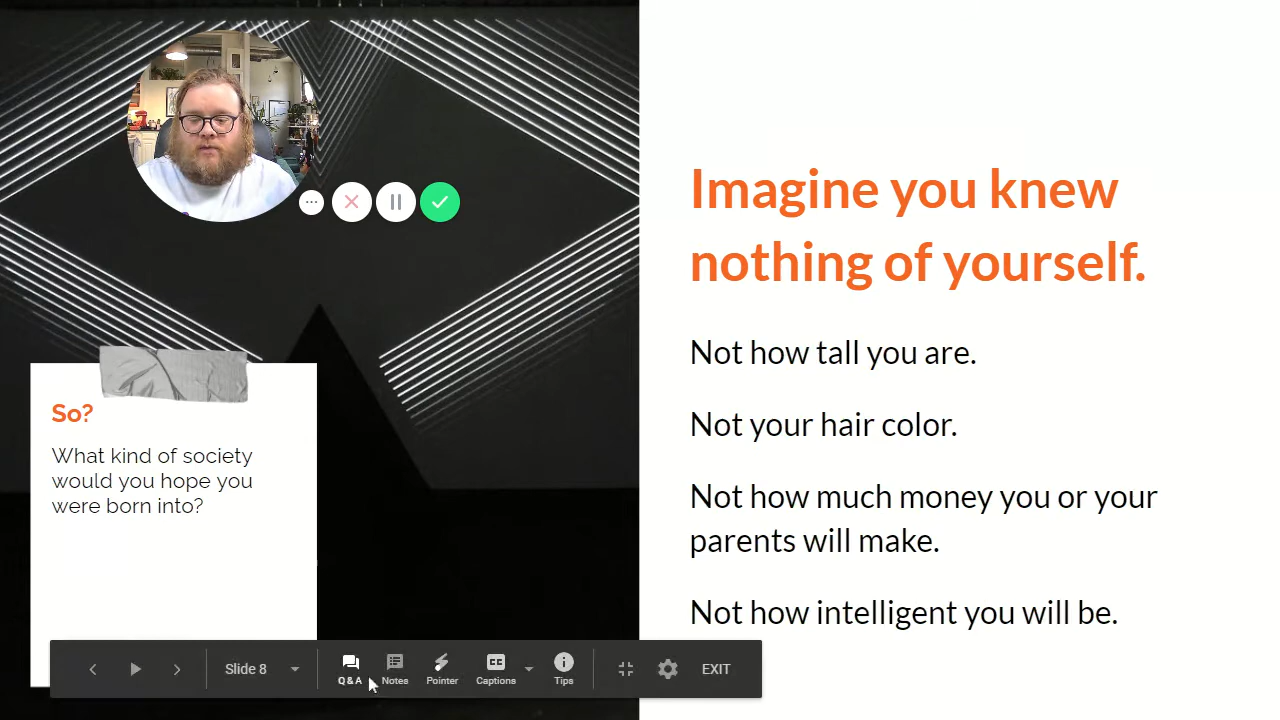 Imagine you knew
nothing of yourself.
Not how tall you are.
Not your hair color.
Not how much money you or your
parents will make.
Not how intelligent you will be.
So?
What kind of society
would you hope you
were born into?
Slide 8
Q&A
Notes
Pointer
CC
Captions
Tips
EXIT